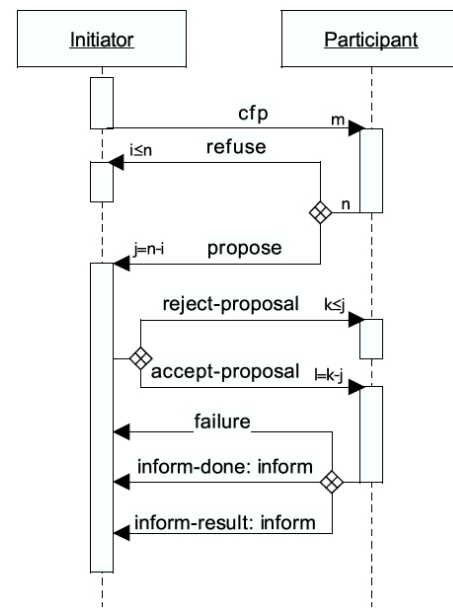 Initiator
Participant
cfp
m
refuse
i≤n
n
propose
j=n-i
reject-proposal
k≤j
accept-proposal
l=k-j
failure
inform-done: inform
inform-result: inform